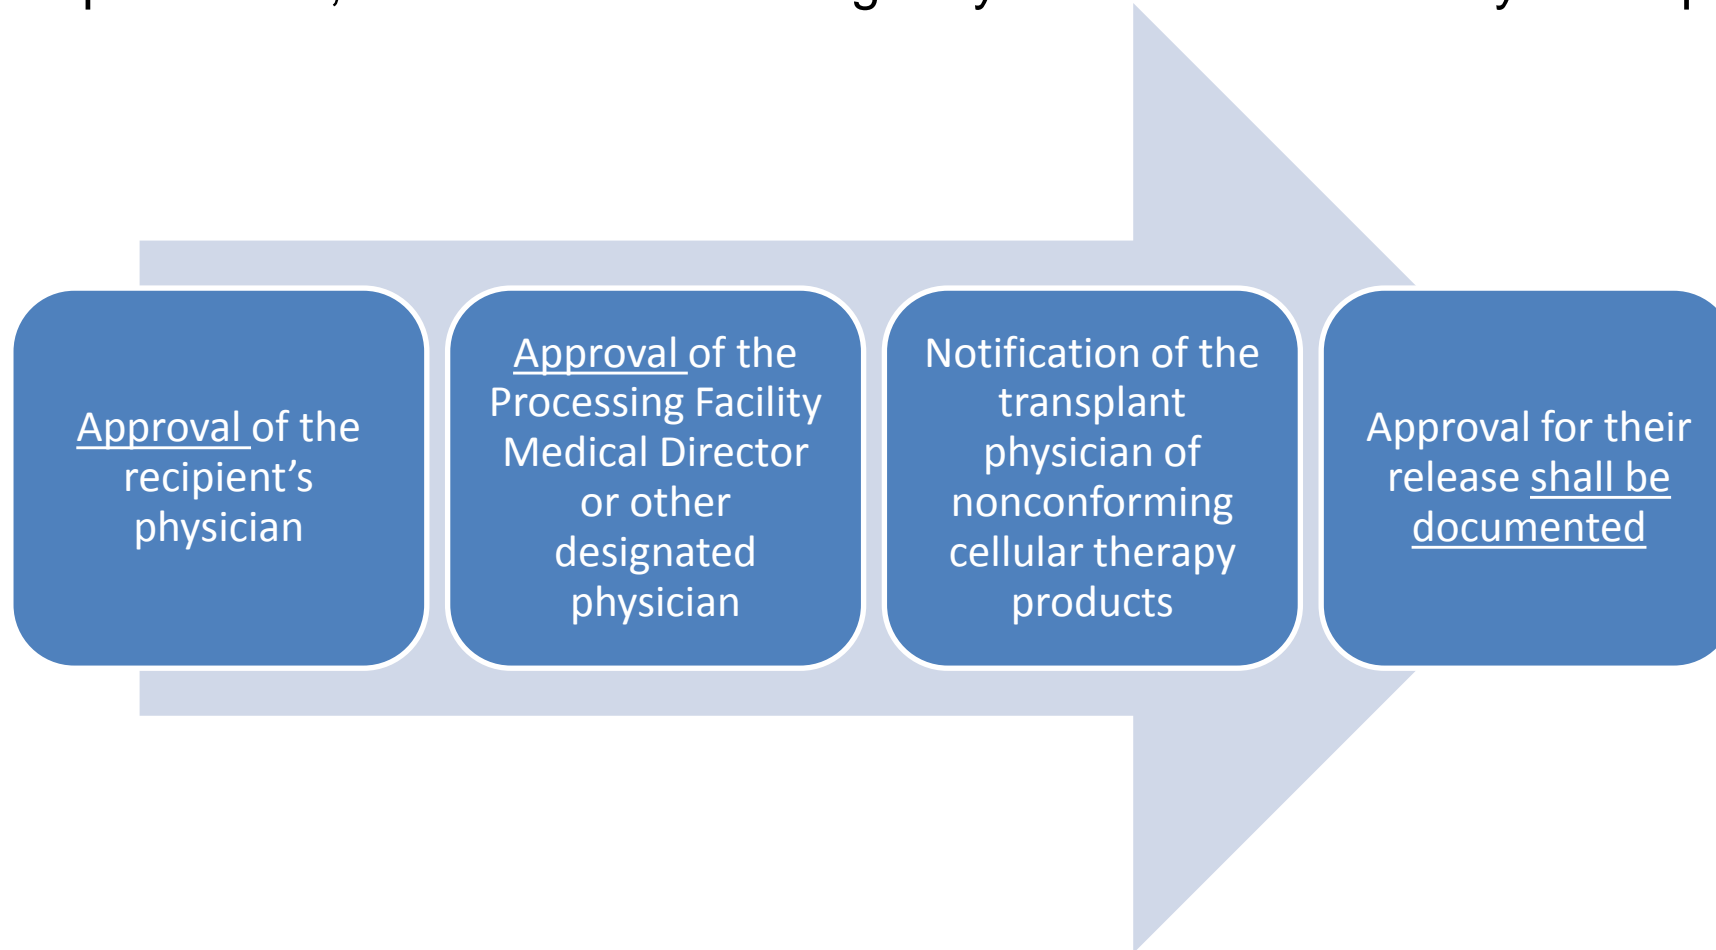 Approval of the
recipient’s
physician
Approval of the
Processing Facility
Medical Director
or other
designated
physician
Notification of the
transplant
physician of
nonconforming
cellular therapy
products
Approval for their
release shall be
documented